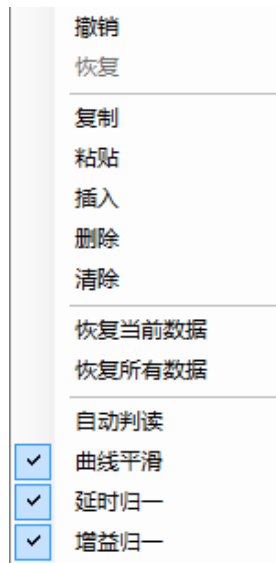 撤销
恢复
复制
粘贴
插入
删除
清除
恢复当前数据
恢复所有数据
自动判读
曲线平滑
延时归一
增益归一